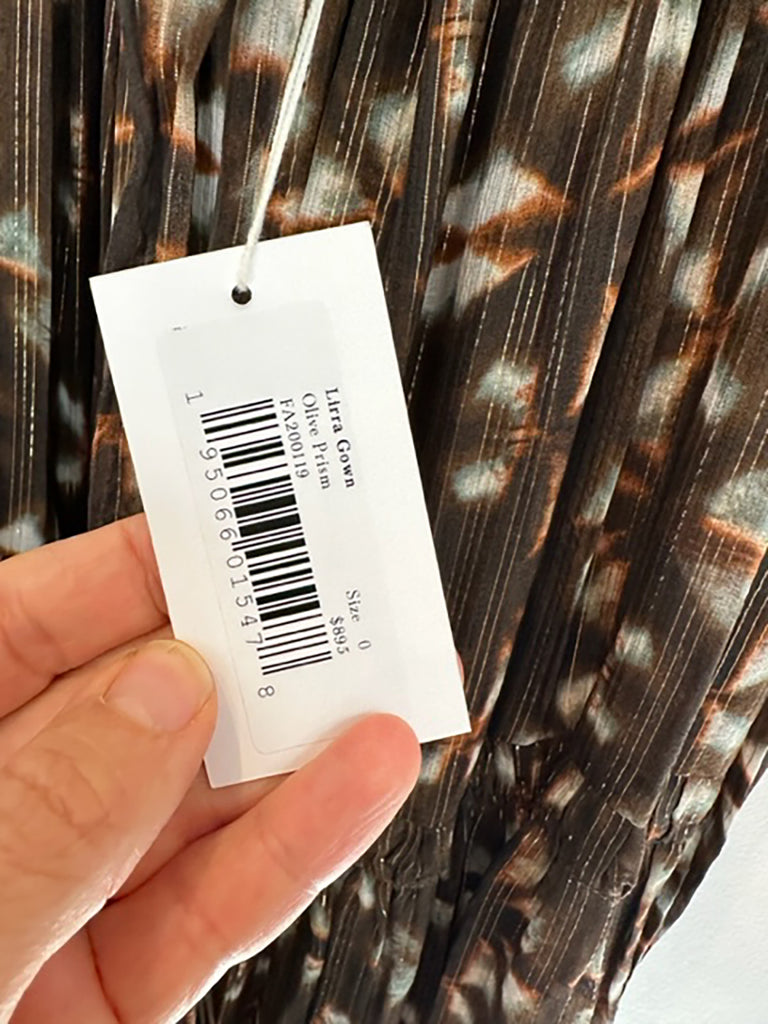 Lirra Gown
Olive Prism
FA200119
Size 0
$895
1 95066 01547 8